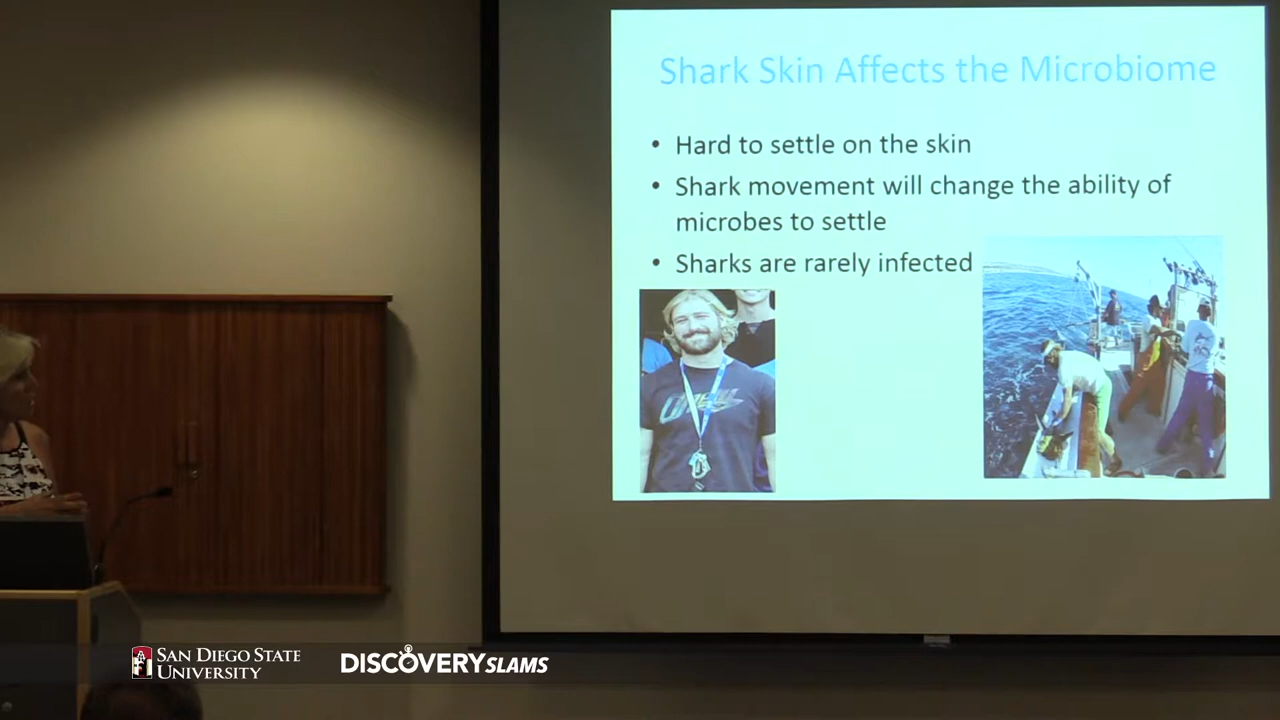 Shark Skin Affects the Microbiome
• Hard to settle on the skin
• Shark movement will change the ability of
microbes to settle
• Sharks are rarely infected
SAN DIEGO STATE
UNIVERSITY
DISCOVERY SLAMS